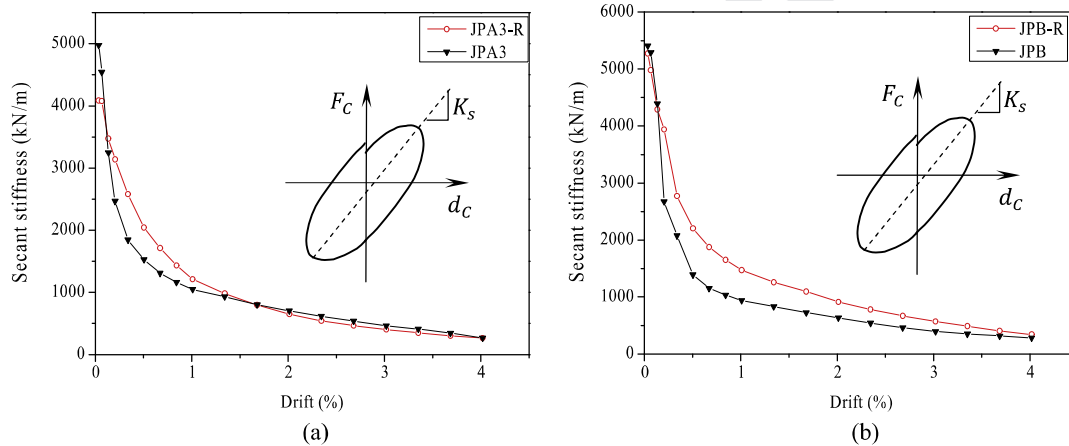 JPA3-R
JPA3
Secant stiffness (kN/m)
5000
4000
3000
2000
1000
0
F_C
K_s
d_C
0 1 2 3 4
Drift (%)
(a)
JPB-R
JPB
Secant stiffness (kN/m)
6000
5000
4000
3000
2000
1000
0
F_C
K_s
d_C
0 1 2 3 4
Drift (%)
(b)